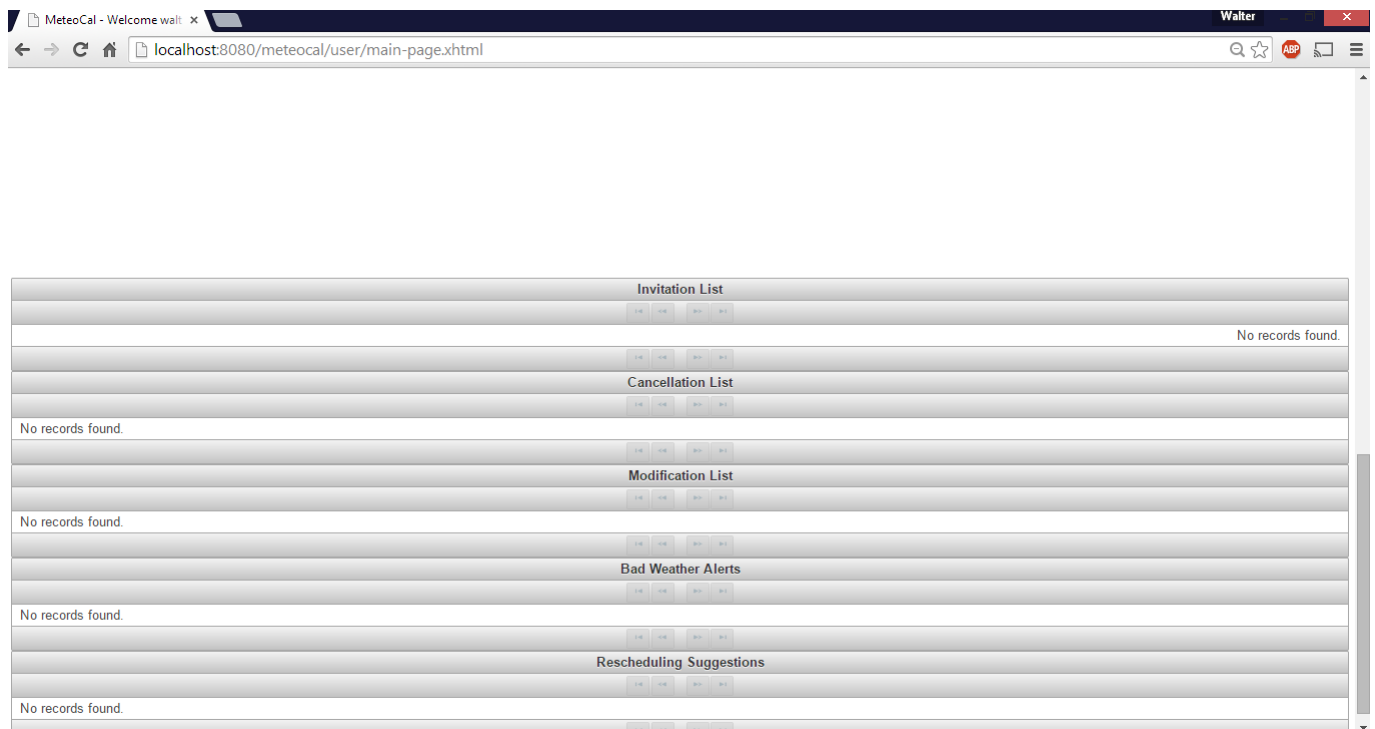 MeteoCal - Welcome walt
Walter
localhost:8080/meteocal/user/main-page.xhtml
ABP
Invitation List
No records found.
Cancellation List
No records found.
Modification List
No records found.
Bad Weather Alerts
No records found.
Rescheduling Suggestions
No records found.